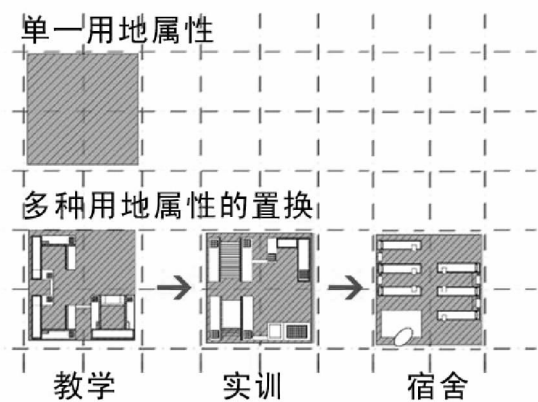 单一用地属性
多种用地属性的置换
教学 实训 宿舍